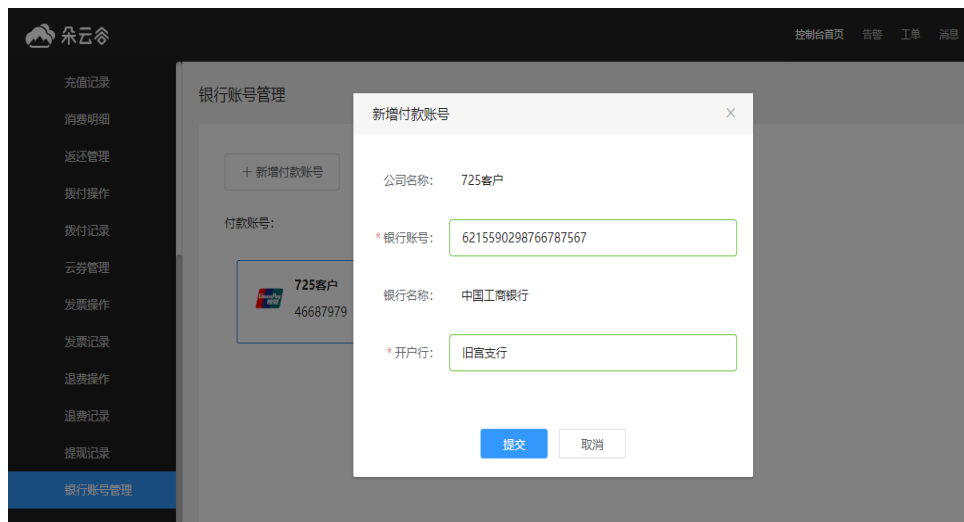 朵云谷
控制台首页 告警 工单 消息
充值记录
消费明细
返还管理
拨付操作
拨付记录
云券管理
发票操作
发票记录
退费操作
退费记录
提现记录
银行账号管理
银行账号管理
+ 新增付款账号
付款账号：
725客户
46687979
新增付款账号
公司名称： 725客户
* 银行账号： 6215590298766787567
银行名称： 中国工商银行
* 开户行： 旧宫支行
提交 取消